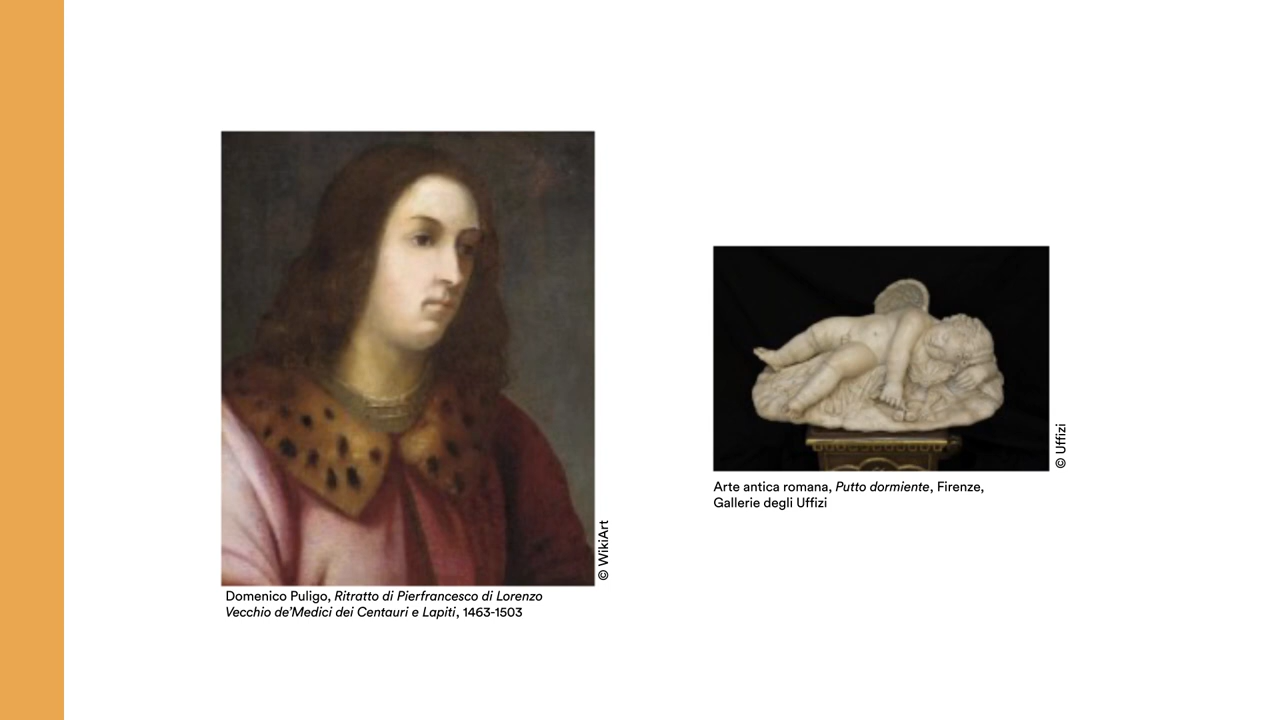 © WikiArt
Domenico Puligo, Ritratto di Pierfrancesco di Lorenzo
Vecchio de’Medici dei Centauri e Lapiti, 1463-1503
© Uffizi
Arte antica romana, Putto dormiente, Firenze,
Gallerie degli Uffizi